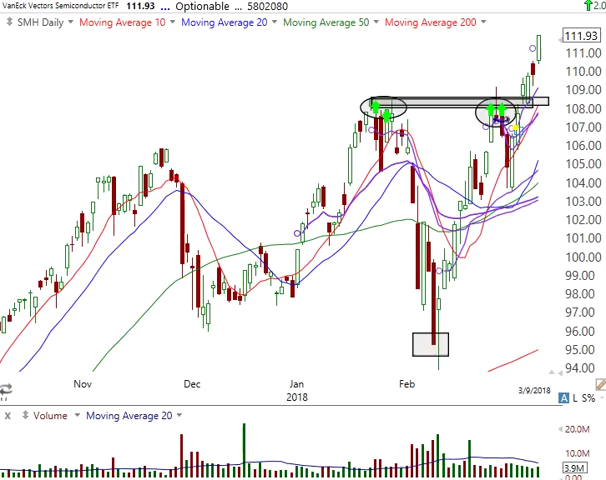 VanEck Vectors Semiconductor ETF 111.93 ... Optionable ... 5802080 2.0
SMH Daily Moving Average 10 Moving Average 20 Moving Average 50 Moving Average 200
111.93
111.00
110.00
109.00
108.00
107.00
106.00
105.00
104.00
103.00
102.00
101.00
100.00
99.00
98.00
97.00
96.00
95.00
94.00
Nov Dec Jan Feb 3/9/2018
2018
A L S%
X Volume Moving Average 20
20.0M
10.0M
3.9M
0.00